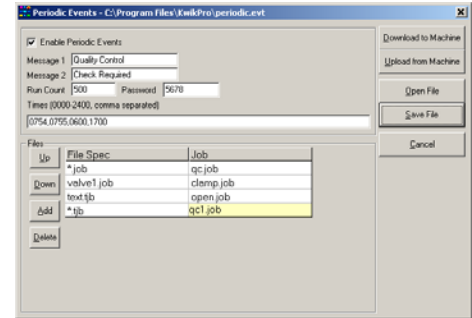 Periodic Events - C:\Program Files\KwikPro\periodic.evt
Enable Periodic Events
Message 1 Quality Control
Message 2 Check Required
Run Count 500 Password 5678
Times (0000-2400, comma separated)
0754,0755,0600,1700
Download to Machine
Upload from Machine
Open File
Save File
Cancel
Files
Up
Down
Add
Delete
File Spec Job
*.job qc.job
valve1.job clamp.job
text.tjb open.job
*.tjb qc1.job